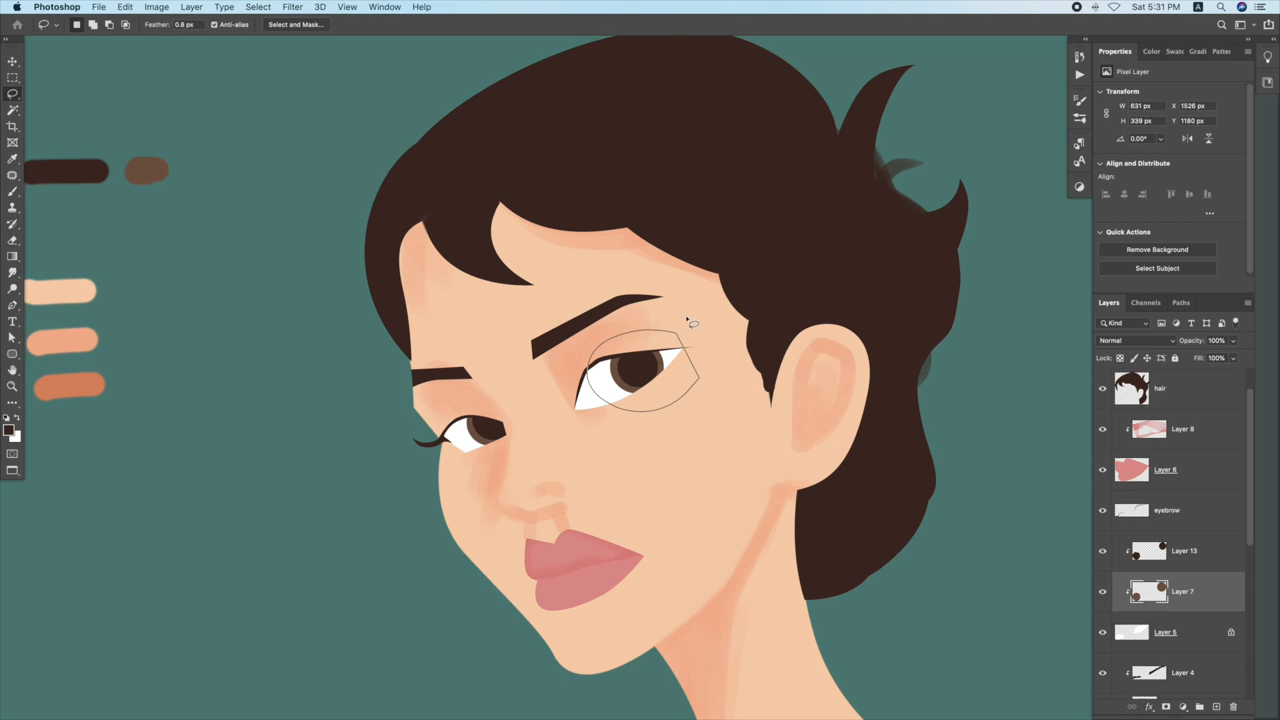 Photoshop File Edit Image Layer Type Select Filter 3D View Window Help Sat 5:31 PM A
Feather: 0.8 px Anti-alias Select and Mask...
Properties Color Swatc Gradi Patter
Pixel Layer
Transform
W 631 px X 1526 px
H 339 px Y 1180 px
0.00°
Align and Distribute
Align:
Quick Actions
Remove Background
Select Subject
Layers Channels Paths
Kind
Normal Opacity: 100%
Lock: Fill: 100%
hair
Layer 8
Layer 6
eyebrow
Layer 13
Layer 7
Layer 5
Layer 4
fx